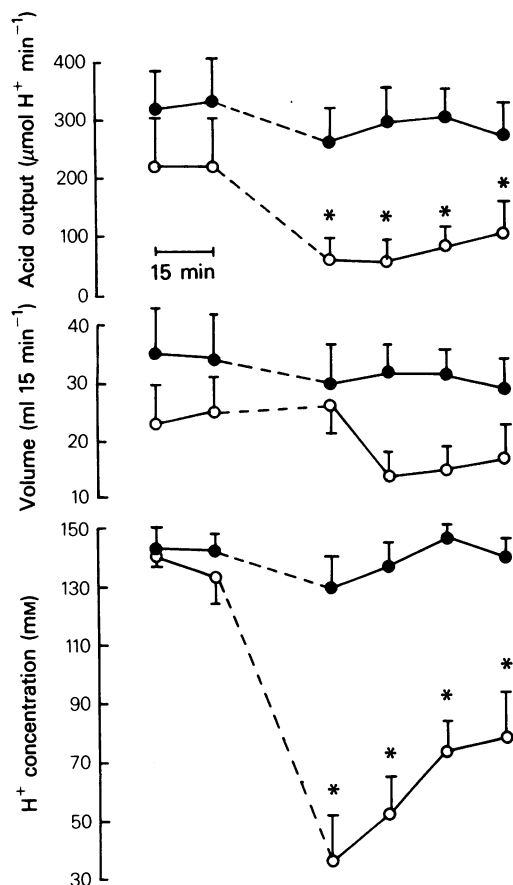 Acid output (μmol H⁺ min⁻¹)
400
300
200
100
0
* * * *
15 min
Volume (ml 15 min⁻¹)
40
30
20
10
H⁺ concentration (mM)
150
130
110
90
70
50
30
* * * *